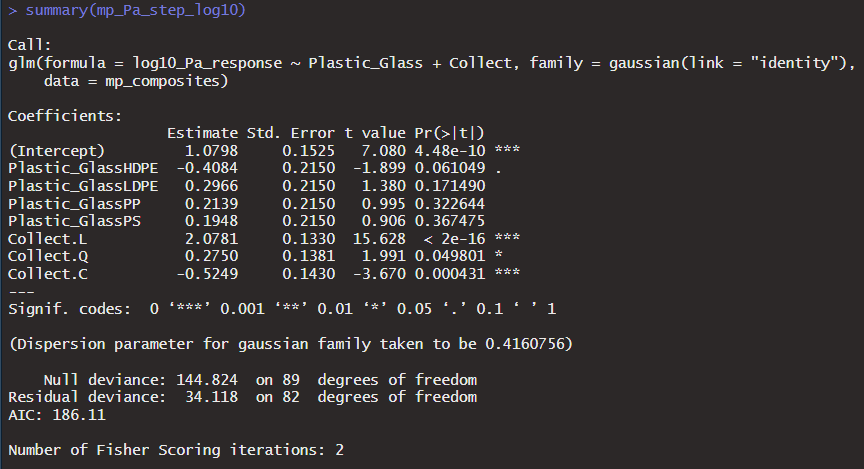 > summary(mp_Pa_step_log10)
Call:
glm(formula = log10_Pa_response ~ Plastic_Glass + Collect, family = gaussian(link = "identity"),
    data = mp_composites)
Coefficients:
                  Estimate Std. Error t value Pr(>|t|)
(Intercept)         1.0798     0.1525   7.080 4.48e-10 ***
Plastic_GlassHDPE  -0.4084     0.2150  -1.899 0.061049 .
Plastic_GlassLDPE   0.2966     0.2150   1.380 0.171490
Plastic_GlassPP     0.2139     0.2150   0.995 0.322644
Plastic_GlassPS     0.1948     0.2150   0.906 0.367475
Collect.L           2.0781     0.1330  15.628  < 2e-16 ***
Collect.Q           0.2750     0.1381   1.991 0.049801 *
Collect.C          -0.5249     0.1430  -3.670 0.000431 ***
---
Signif. codes:  0 ‘***’ 0.001 ‘**’ 0.01 ‘*’ 0.05 ‘.’ 0.1 ‘ ’ 1
(Dispersion parameter for gaussian family taken to be 0.4160756)
    Null deviance: 144.824  on 89  degrees of freedom
Residual deviance:  34.118  on 82  degrees of freedom
AIC: 186.11
Number of Fisher Scoring iterations: 2